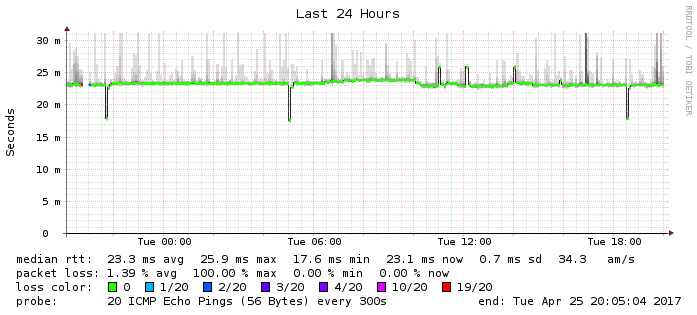 Last 24 Hours
RRDTOOL / TOBI OETIKER
Seconds
30 m
25 m
20 m
15 m
10 m
5 m
0
Tue 00:00 Tue 06:00 Tue 12:00 Tue 18:00
median rtt: 23.3 ms avg 25.9 ms max 17.6 ms min 23.1 ms now 0.7 ms sd 34.3 am/s
packet loss: 1.39 % avg 100.00 % max 0.00 % min 0.00 % now
loss color: 0 1/20 2/20 3/20 4/20 10/20 19/20
probe: 20 ICMP Echo Pings (56 Bytes) every 300s end: Tue Apr 25 20:05:04 2017